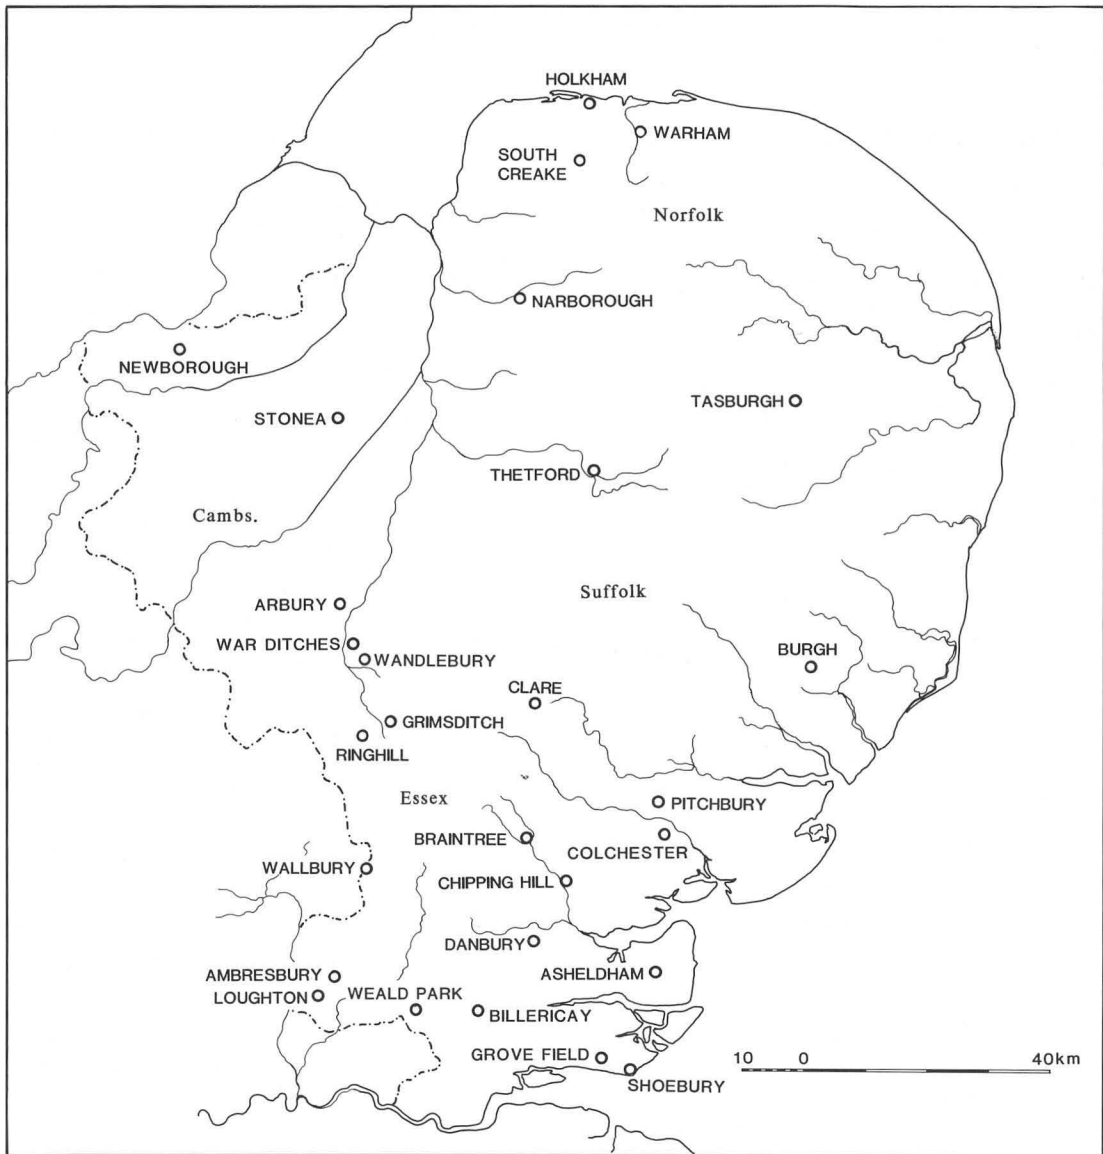 HOLKHAM
WARHAM
SOUTH
CREAKE
Norfolk
NARBOROUGH
NEWBOROUGH
TASBURGH
STONEA
THETFORD
Cambs.
Suffolk
ARBURY
WAR DITCHES
WANDLEBURY
BURGH
CLARE
GRIMSDITCH
RINGHILL
Essex
PITCHBURY
BRAINTREE
COLCHESTER
WALLBURY
CHIPPING HILL
DANBURY
ASHELDHAM
AMBRESBURY
LOUGHTON
WEALD PARK
BILLERICAY
GROVE FIELD
SHOEBURY
10 0 40km